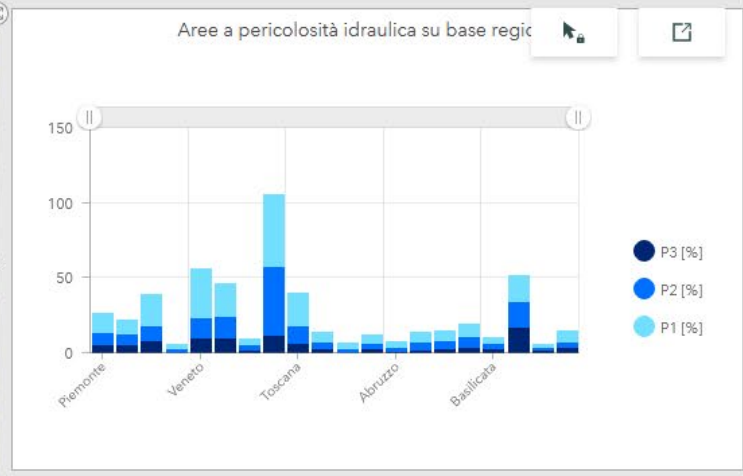 Aree a pericolosità idraulica su base regio
150
100
50
0
P3 [%]
P2 [%]
P1 [%]
Piemonte
Veneto
Toscana
Abruzzo
Basilicata